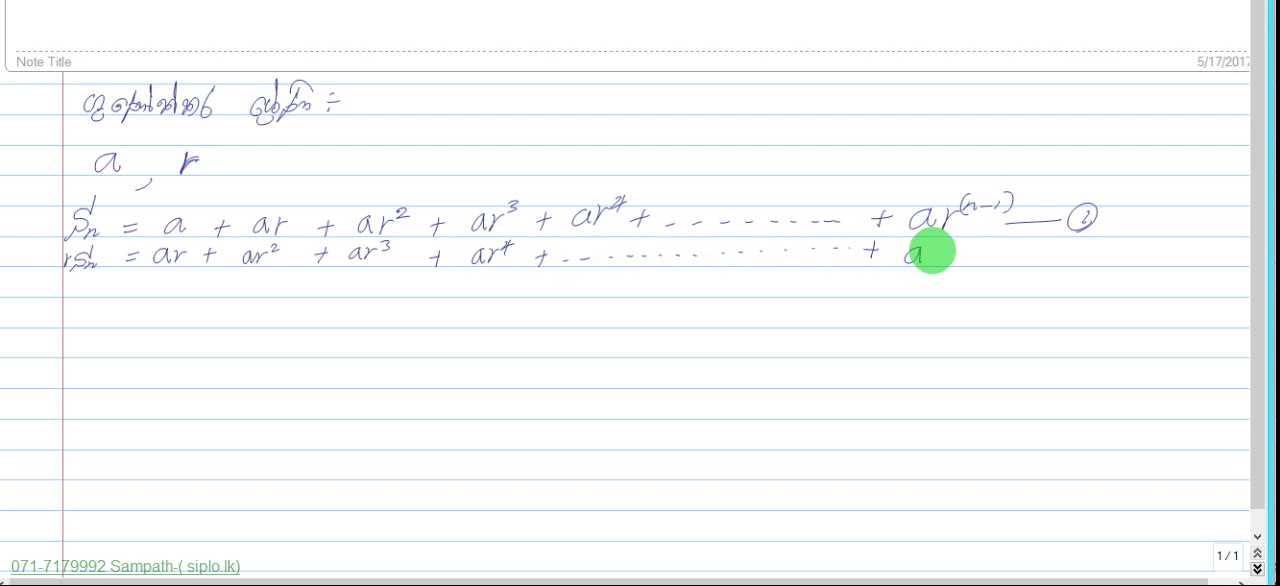 Note Title
5/17/2017
ගුණෝත්තර ශ්‍රේඪි :-
a , r
Sn = a + ar + ar² + ar³ + ar⁴ + - - - - - - - - - + ar⁽ⁿ⁻¹⁾ —— ①
rSn = ar + ar² + ar³ + ar⁴ + - - ............... + a
1 / 1
071-7179992 Sampath-( siplo.lk)